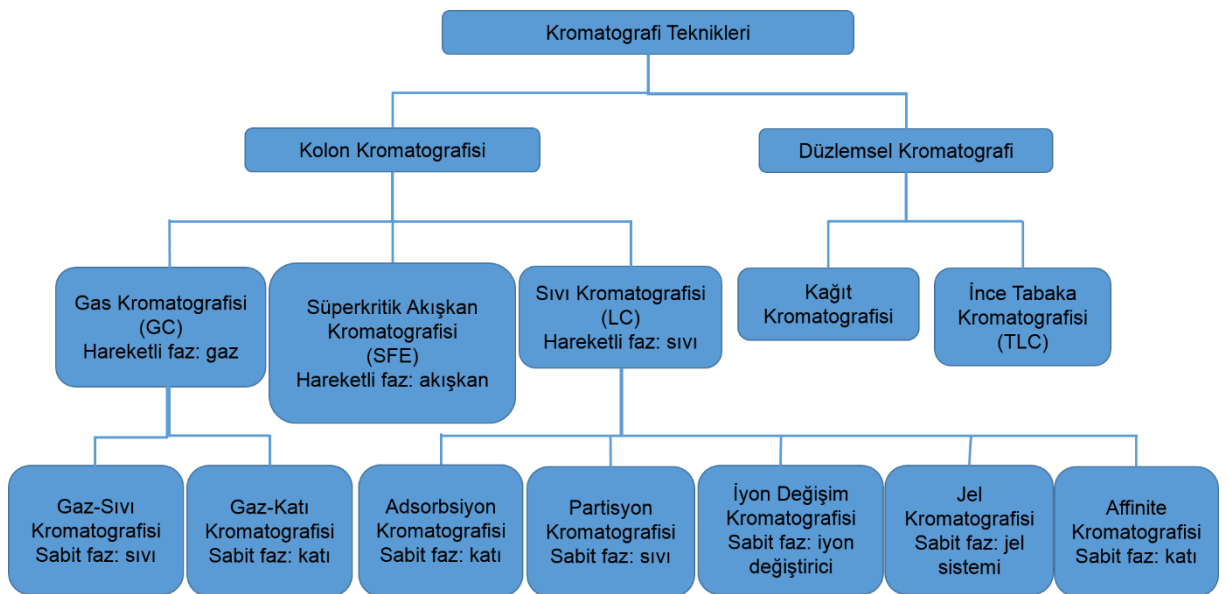 Kromatografi Teknikleri
Kolon Kromatografisi
Düzlemsel Kromatografi
Gas Kromatografisi
(GC)
Hareketli faz: gaz
Süperkritik Akışkan
Kromatografisi
(SFE)
Hareketli faz: akışkan
Sıvı Kromatografisi
(LC)
Hareketli faz: sıvı
Kağıt
Kromatografisi
İnce Tabaka
Kromatografisi
(TLC)
Gaz-Sıvı
Kromatografisi
Sabit faz: sıvı
Gaz-Katı
Kromatografisi
Sabit faz: katı
Adsorbsiyon
Kromatografisi
Sabit faz: katı
Partisyon
Kromatografisi
Sabit faz: sıvı
İyon Değişim
Kromatografisi
Sabit faz: iyon
değiştirici
Jel
Kromatografisi
Sabit faz: jel
sistemi
Affinite
Kromatografisi
Sabit faz: katı